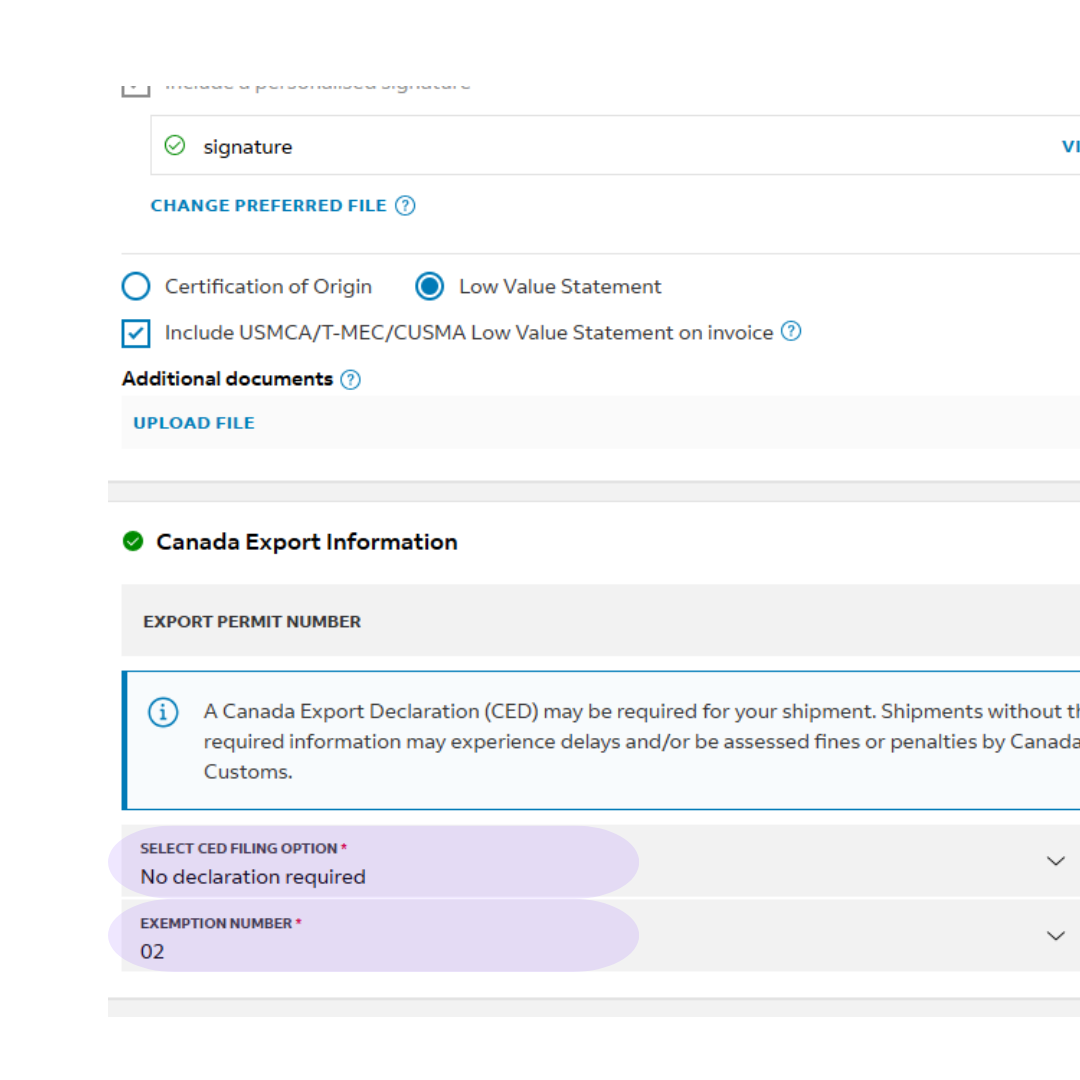 Include a personalised signature
signature
VI
CHANGE PREFERRED FILE
Certification of Origin
Low Value Statement
Include USMCA/T-MEC/CUSMA Low Value Statement on invoice
Additional documents
UPLOAD FILE
Canada Export Information
EXPORT PERMIT NUMBER
A Canada Export Declaration (CED) may be required for your shipment. Shipments without th
required information may experience delays and/or be assessed fines or penalties by Canada
Customs.
SELECT CED FILING OPTION *
No declaration required
EXEMPTION NUMBER *
02